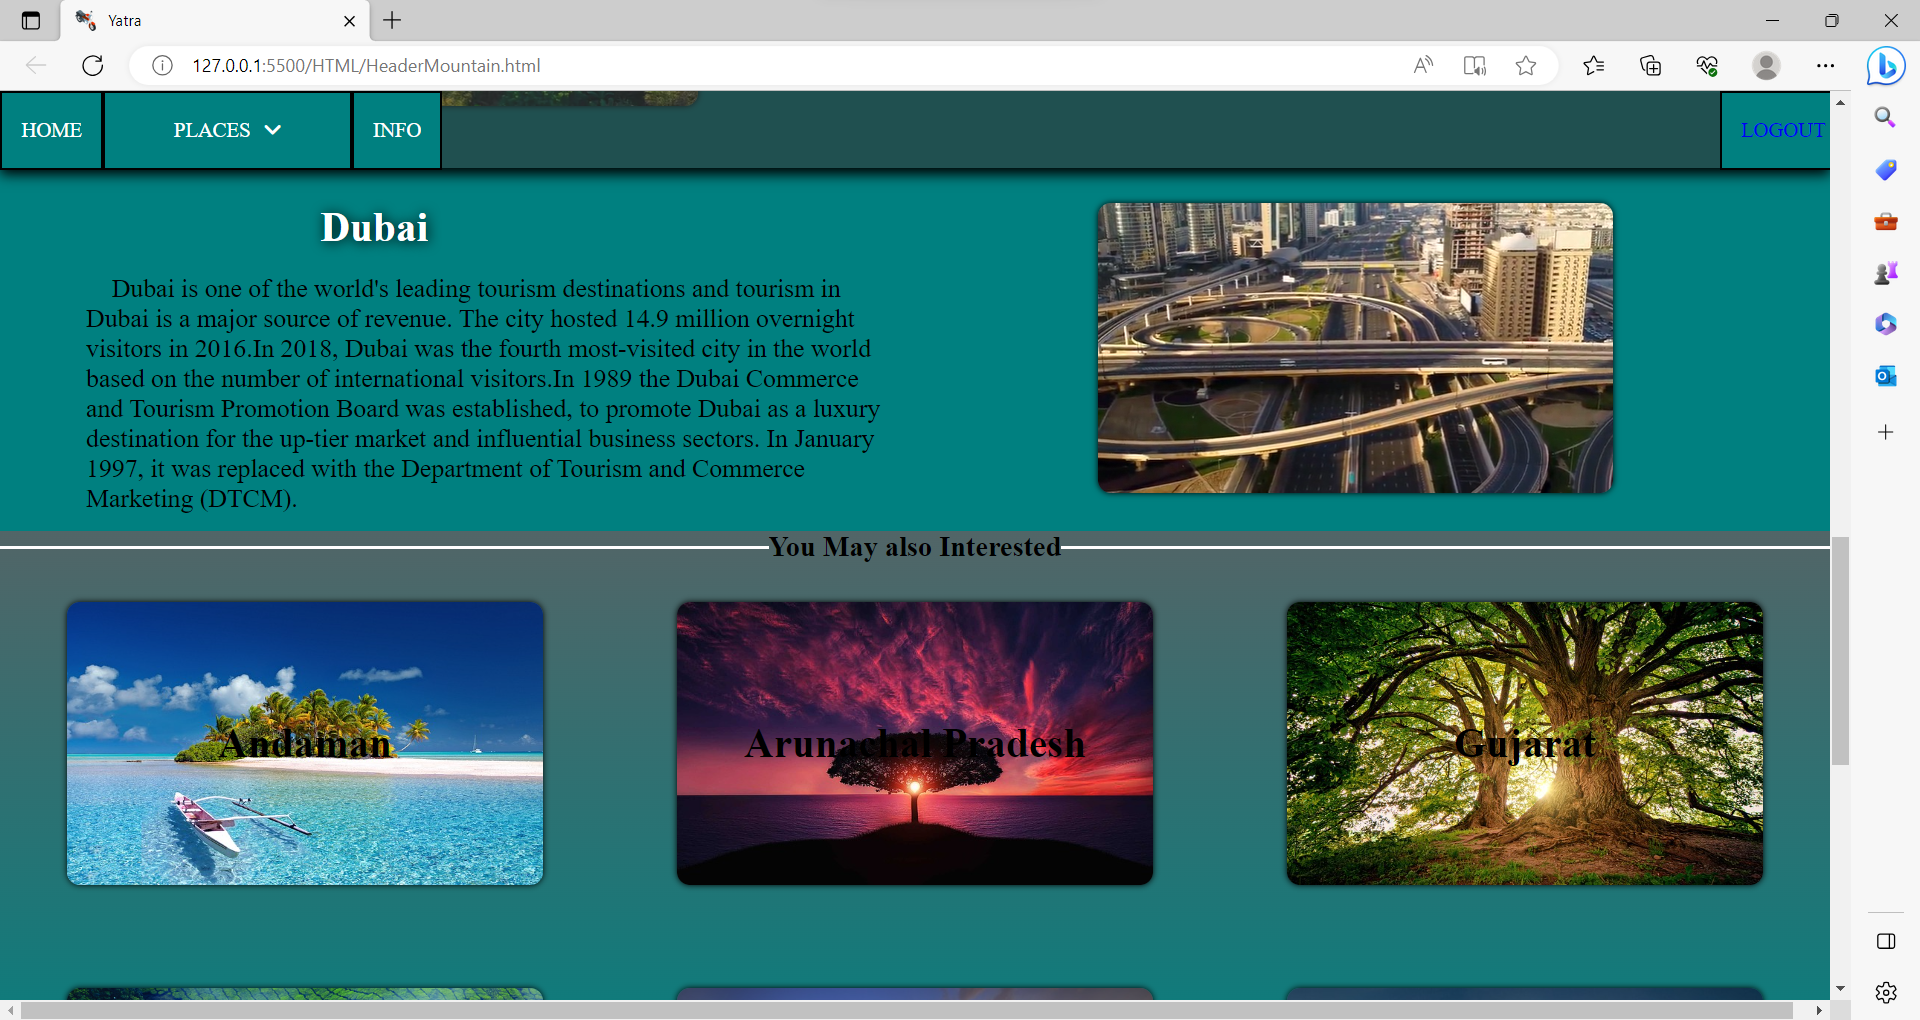 Yatra
127.0.0.1:5500/HTML/HeaderMountain.html
HOME PLACES INFO LOGOUT
Dubai
Dubai is one of the world's leading tourism destinations and tourism in
Dubai is a major source of revenue. The city hosted 14.9 million overnight
visitors in 2016.In 2018, Dubai was the fourth most-visited city in the world
based on the number of international visitors.In 1989 the Dubai Commerce
and Tourism Promotion Board was established, to promote Dubai as a luxury
destination for the up-tier market and influential business sectors. In January
1997, it was replaced with the Department of Tourism and Commerce
Marketing (DTCM).
You May also Interested
Andaman Arunachal Pradesh Gujarat